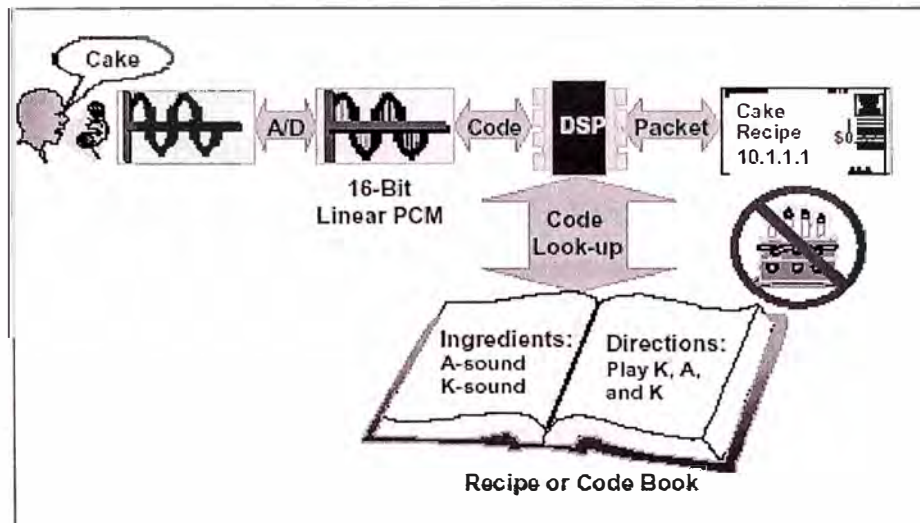 Cake
A/D
Code
DSP
Packet
Cake
Recipe
10.1.1.1
16-Bit
Linear PCM
Code
Look-up
Ingredients:
A-sound
K-sound
Directions:
Play K, A,
and K
Recipe or Code Book